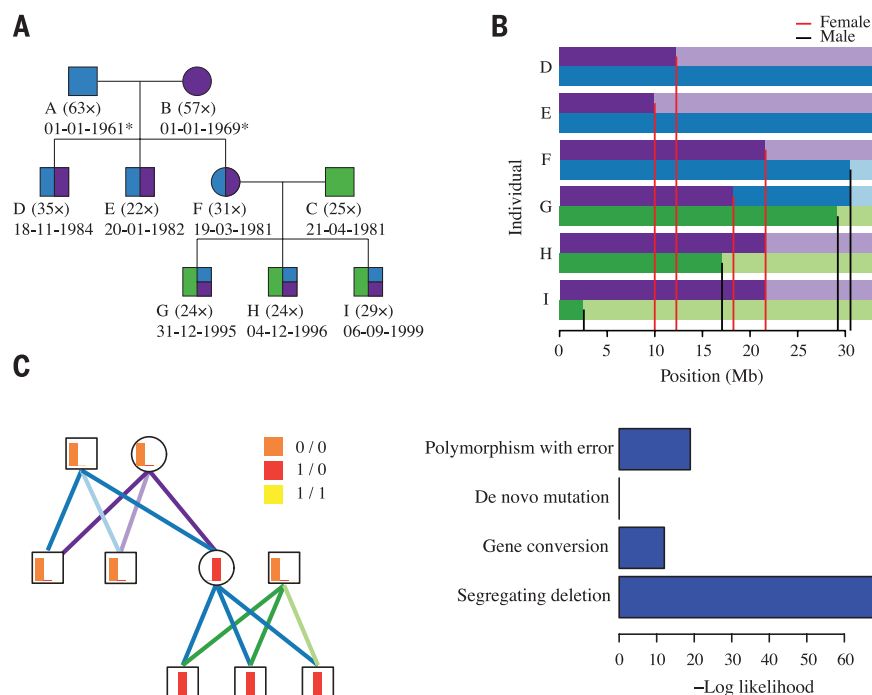 A
A (63×)
01-01-1961*
B (57×)
01-01-1969*
D (35×)
18-11-1984
E (22×)
20-01-1982
F (31×)
19-03-1981
C (25×)
21-04-1981
G (24×)
31-12-1995
H (24×)
04-12-1996
I (29×)
06-09-1999
B
Female
Male
Individual
D
E
F
G
H
I
0 5 10 15 20 25 30
Position (Mb)
C
0 / 0
1 / 0
1 / 1
Polymorphism with error
De novo mutation
Gene conversion
Segregating deletion
0 10 20 30 40 50 60
−Log likelihood